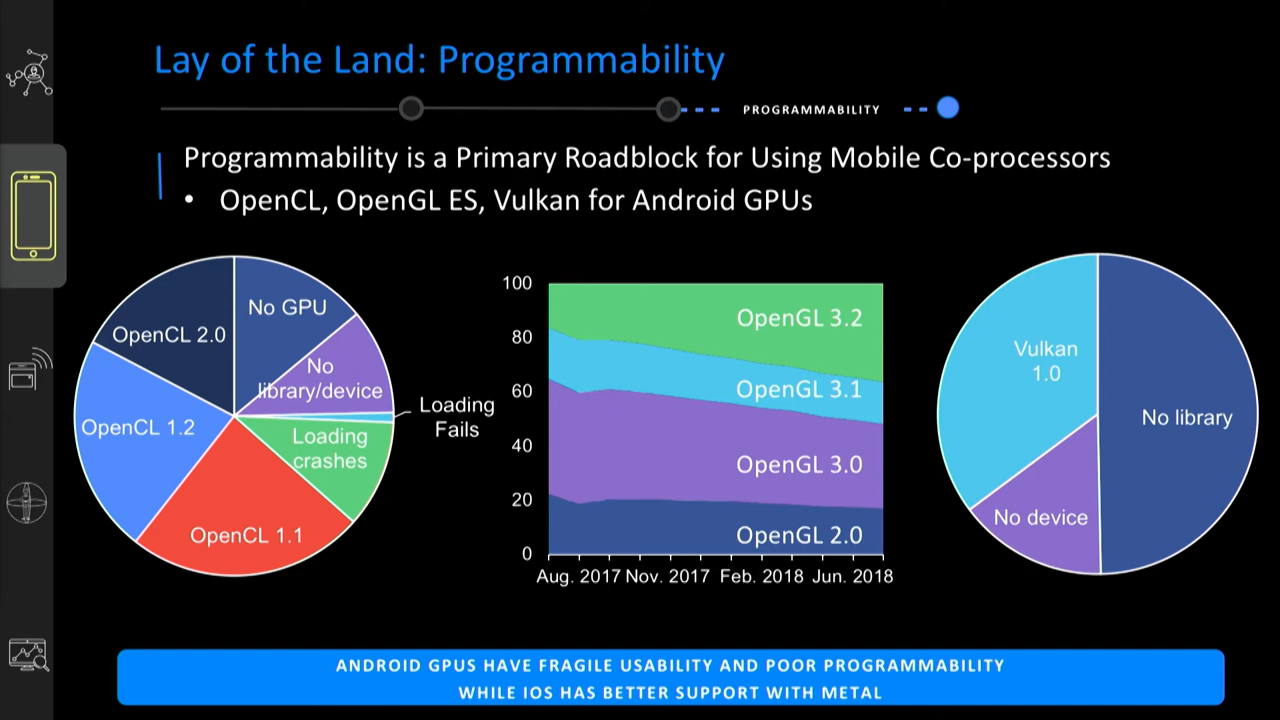 Lay of the Land: Programmability
PROGRAMMABILITY
Programmability is a Primary Roadblock for Using Mobile Co-processors
• OpenCL, OpenGL ES, Vulkan for Android GPUs
No GPU
OpenCL 2.0
No
library/device
OpenCL 1.2
Loading
Fails
Loading
crashes
OpenCL 1.1
100
80
60
40
20
0
OpenGL 3.2
OpenGL 3.1
OpenGL 3.0
OpenGL 2.0
Aug. 2017 Nov. 2017 Feb. 2018 Jun. 2018
Vulkan
1.0
No library
No device
ANDROID GPUS HAVE FRAGILE USABILITY AND POOR PROGRAMMABILITY
WHILE IOS HAS BETTER SUPPORT WITH METAL